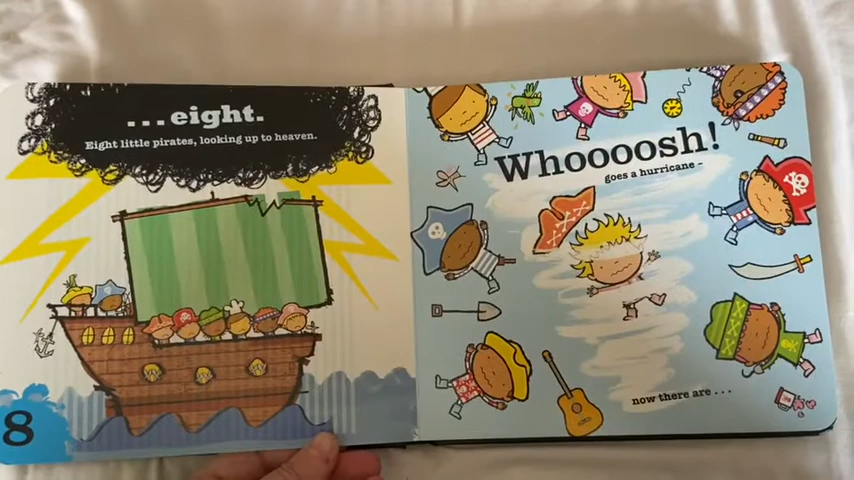 ...eight.
Eight little pirates, looking up to heaven.
8
Whoooosh!
goes a hurricane –
now there are...